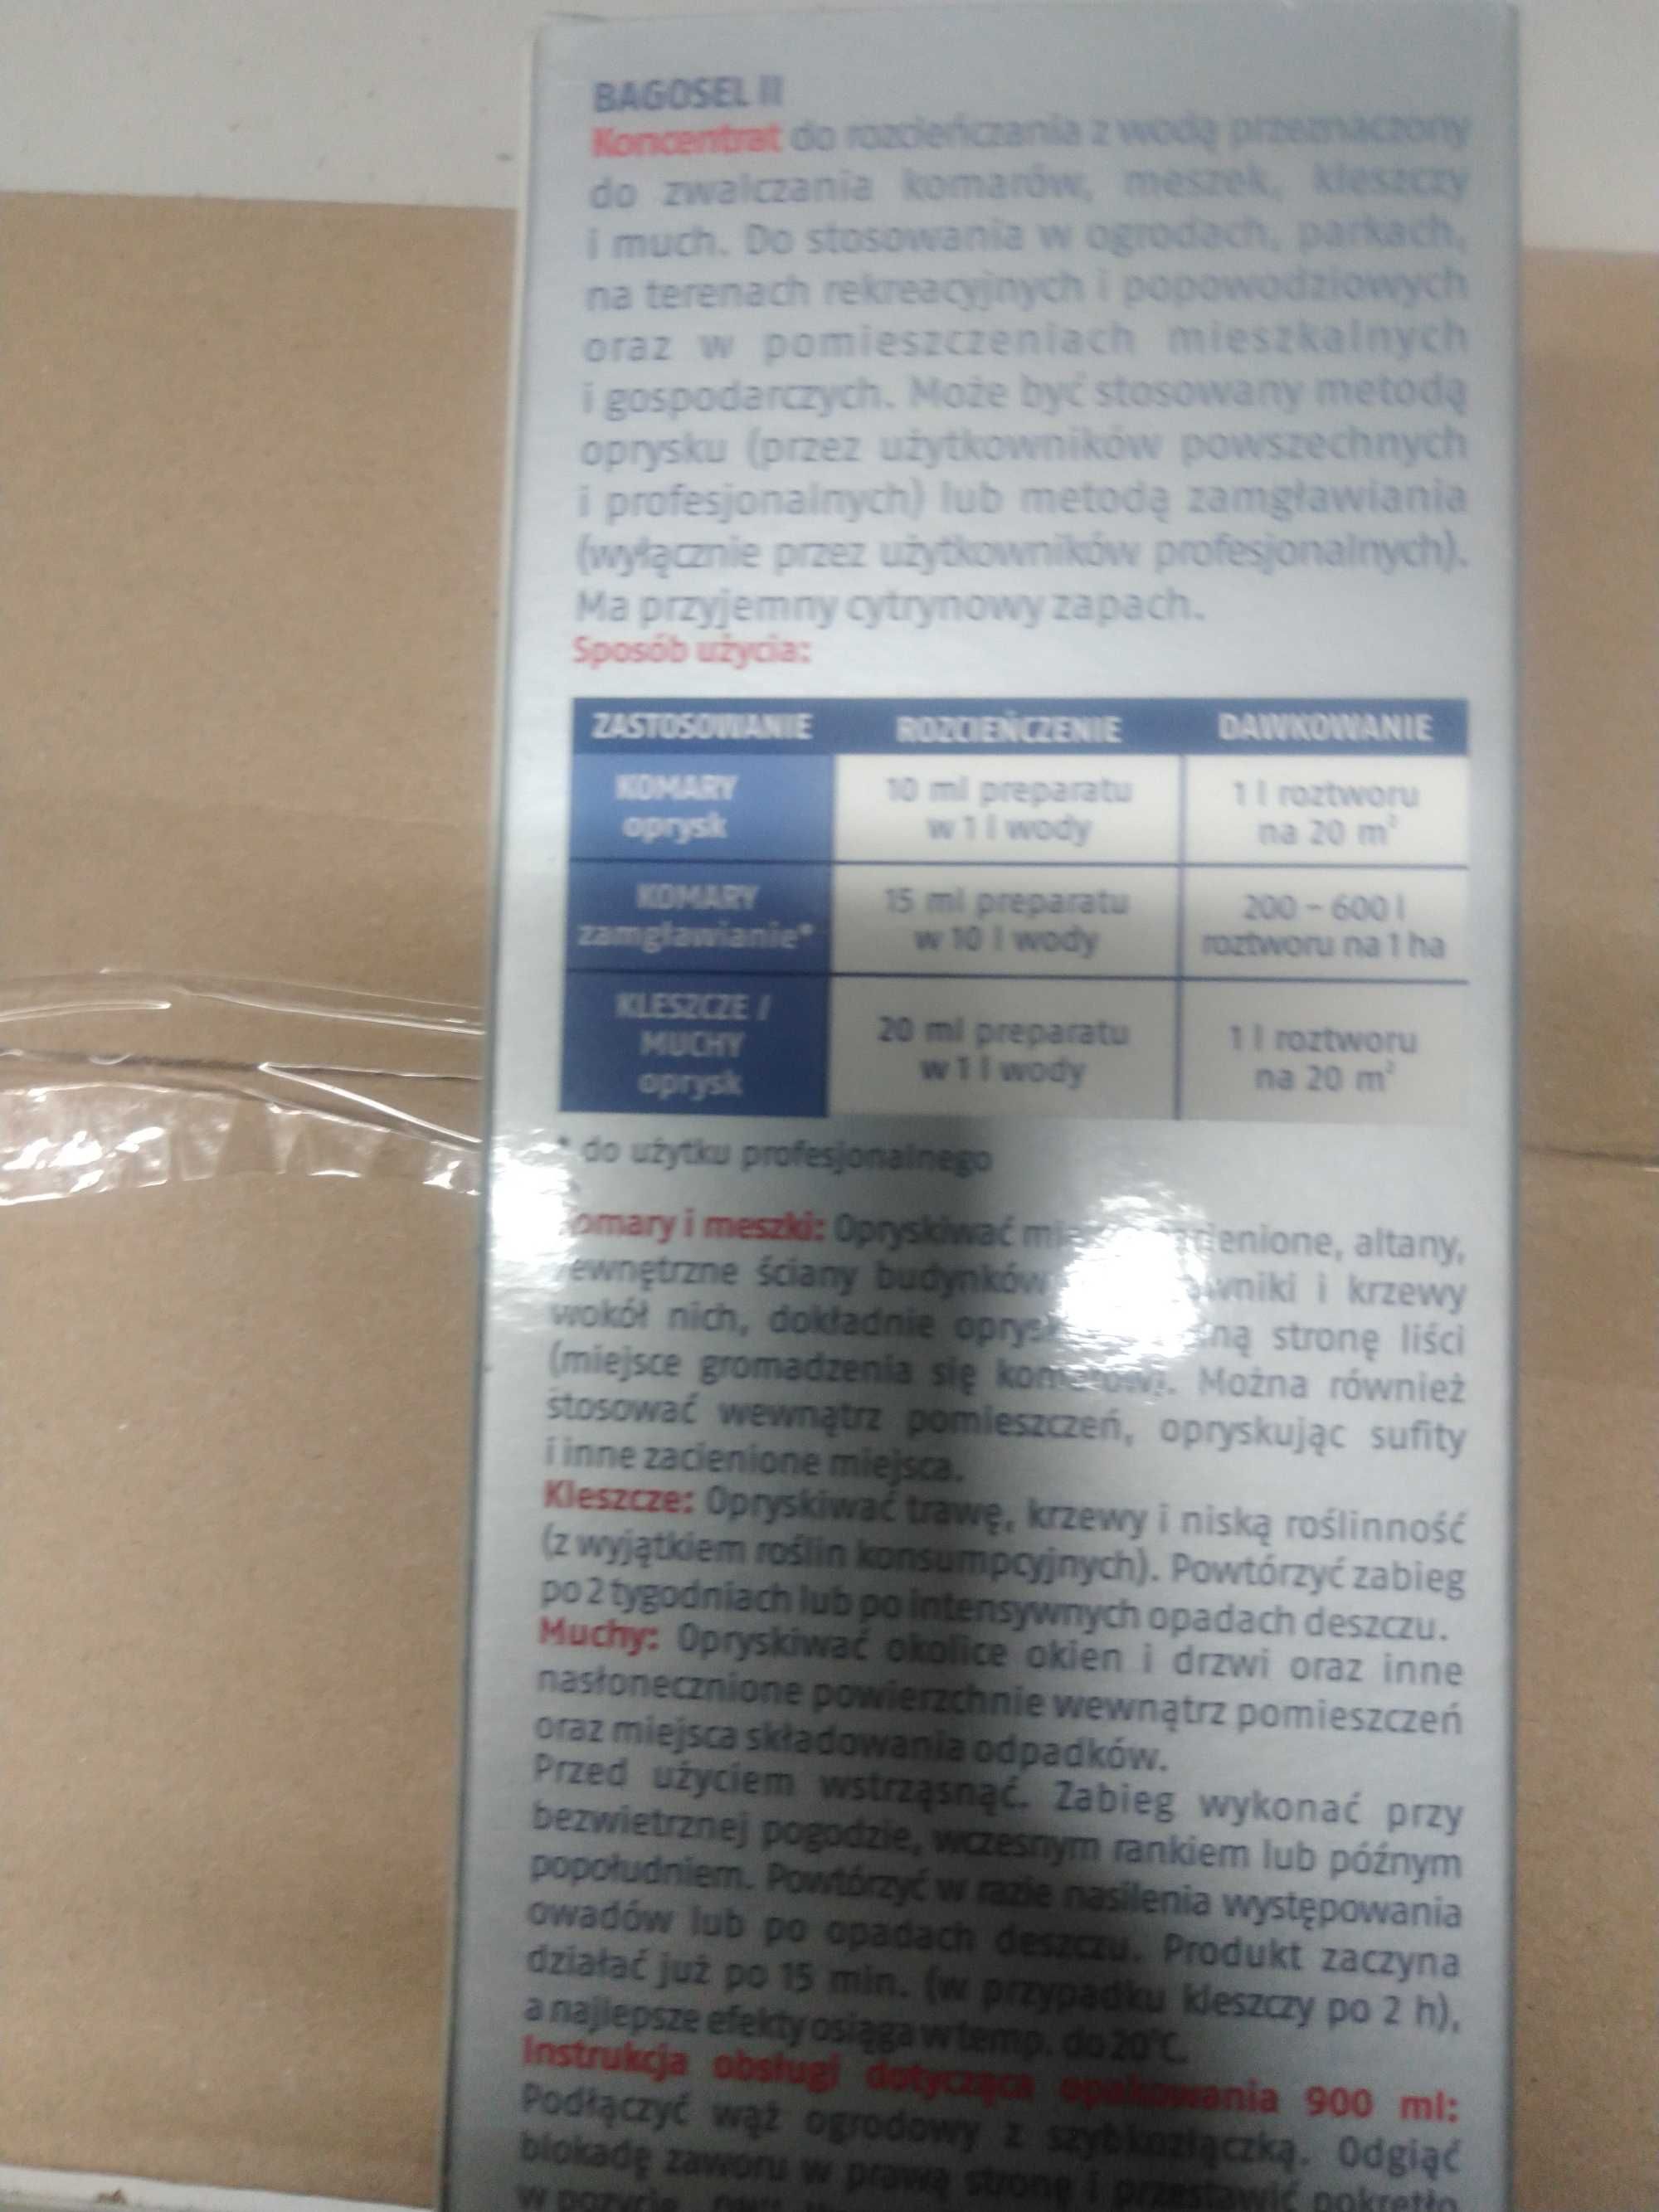 BAGOSEL II
Koncentrat do rozcieńczania z wodą przeznaczony
do zwalczania komarów, meszek, kleszczy
i much. Do stosowania w ogrodach, parkach,
na terenach rekreacyjnych i popowodziowych
oraz w pomieszczeniach mieszkalnych
i gospodarczych. Może być stosowany metodą
oprysku (przez użytkowników powszechnych
i profesjonalnych) lub metodą zamgławiania
(wyłącznie przez użytkowników profesjonalnych).
Ma przyjemny cytrynowy zapach.
Sposób użycia:
ZASTOSOWANIE ROZCIEŃCZENIE DAWKOWANIE
KOMARY
oprysk
10 ml preparatu
w 1 l wody
1 l roztworu
na 20 m²
KOMARY
zamgławianie*
15 ml preparatu
w 10 l wody
200 – 600 l
roztworu na 1 ha
KLESZCZE /
MUCHY
oprysk
20 ml preparatu
w 1 l wody
1 l roztworu
na 20 m²
* do użytku profesjonalnego
i meszki: Opryskiwać altany,
ściany budynków i krzewy
wokół nich, dokładnie stronę liści
(miejsce gromadzenia się Można również
stosować wewnątrz pomieszczeń, opryskując sufity
i inne zacienione miejsca.
Kleszcze: Opryskiwać trawę, krzewy i niską roślinność
(z wyjątkiem roślin konsumpcyjnych). Powtórzyć zabieg
po 2 tygodniach lub po intensywnych opadach deszczu.
Muchy: Opryskiwać okolice okien i drzwi oraz inne
nasłonecznione powierzchnie wewnątrz pomieszczeń
oraz miejsca składowania odpadków.
Przed użyciem wstrząsnąć. Zabieg wykonać przy
bezwietrznej pogodzie, wczesnym rankiem lub późnym
popołudniem. Powtórzyć w razie nasilenia występowania
owadów lub po opadach deszczu. Produkt zaczyna
działać już po 15 min. (w przypadku kleszczy po 2 h),
a najlepsze efekty osiąga w temp. do 20°C.
Instrukcja obsługi dotycząca opakowania 900 ml:
Podłączyć wąż ogrodowy z szybkozłączką. Odgiąć
blokadę zaworu w prawą stronę i przestawić pokrętło
w